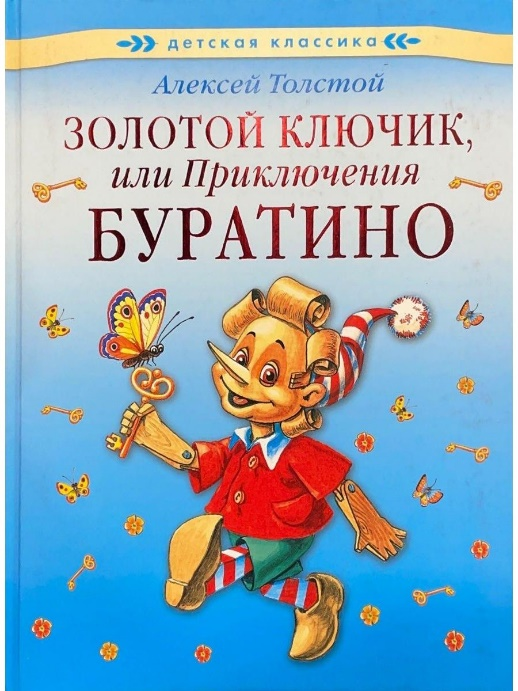 детская классика
Алексей Толстой
ЗОЛОТОЙ КЛЮЧИК,
или Приключения
БУРАТИНО